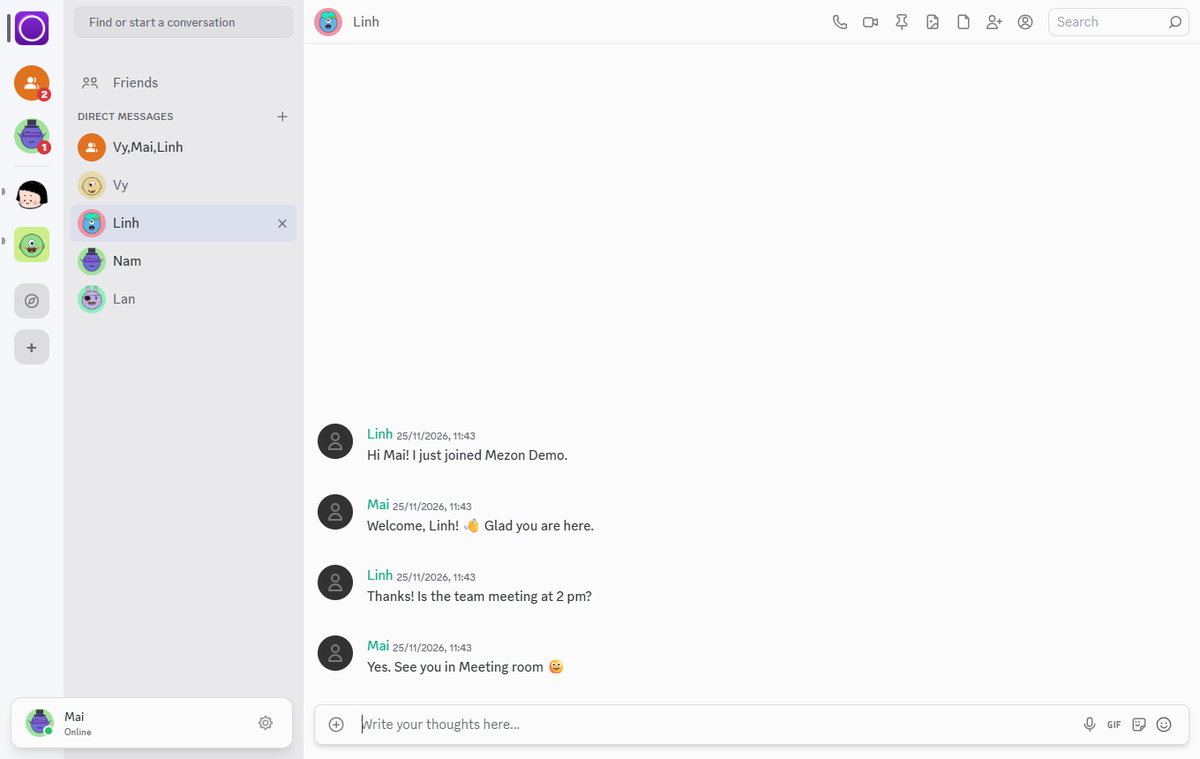 Find or start a conversation
2
1
Friends
DIRECT MESSAGES
Vy,Mai,Linh
Vy
Linh
Nam
Lan
Mai
Online
Linh
Search
Linh 25/11/2026, 11:43
Hi Mai! I just joined Mezon Demo.
Mai 25/11/2026, 11:43
Welcome, Linh! 👋 Glad you are here.
Linh 25/11/2026, 11:43
Thanks! Is the team meeting at 2 pm?
Mai 25/11/2026, 11:43
Yes. See you in Meeting room 😜
Write your thoughts here...
GIF